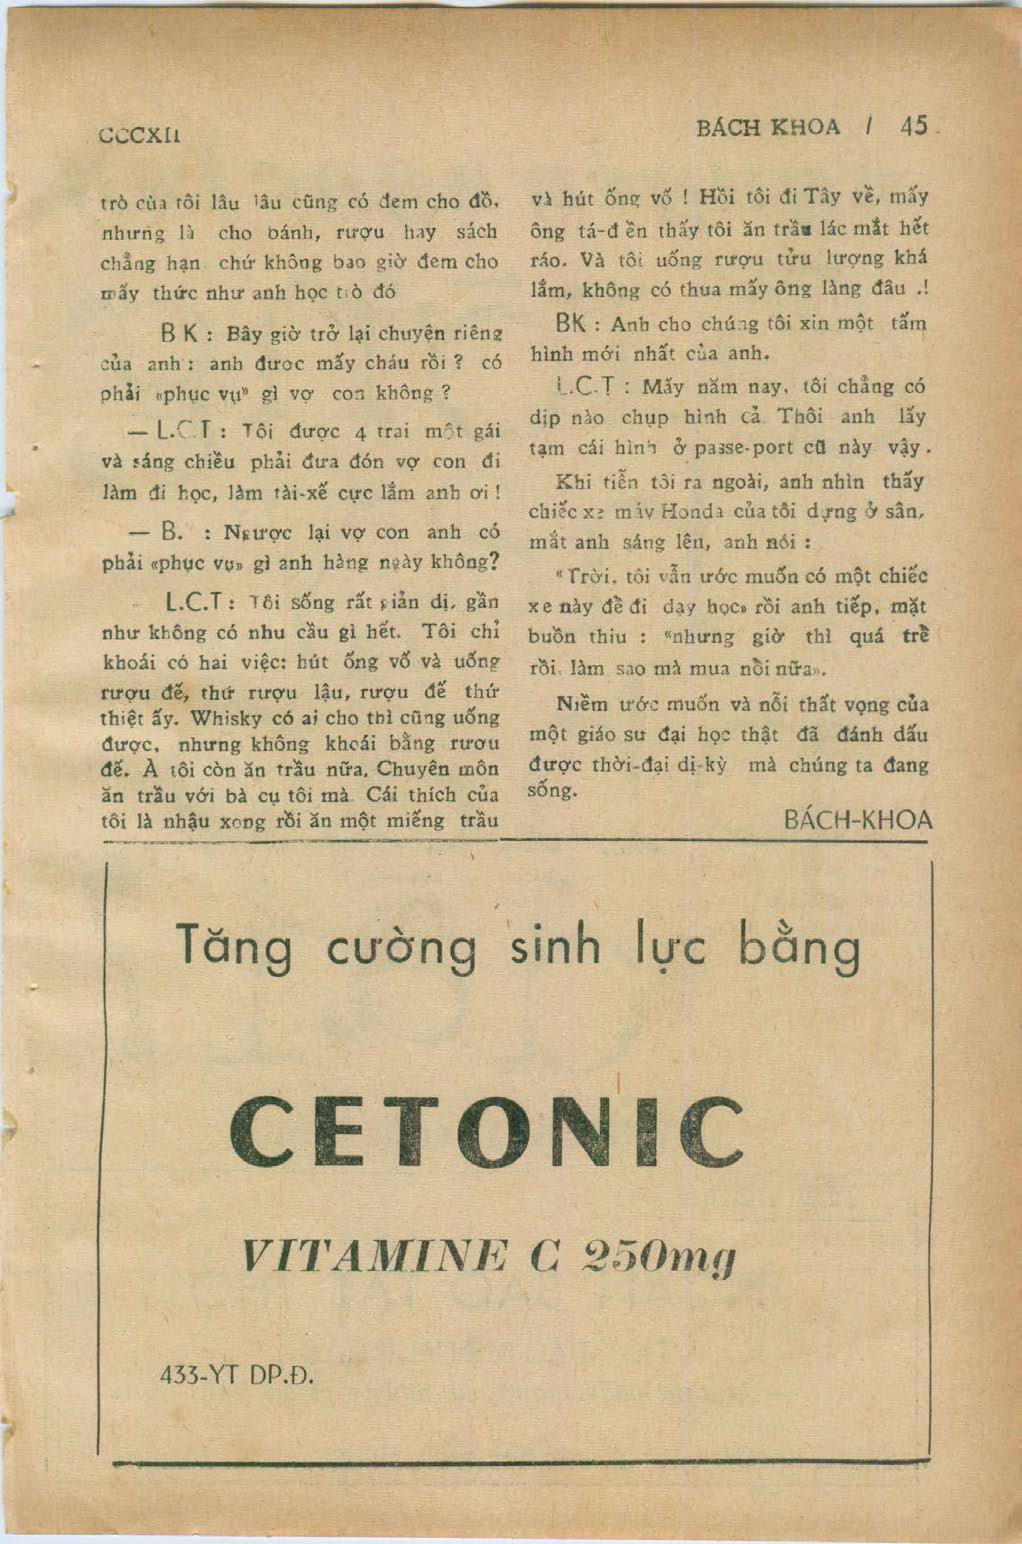 CCCXII
BÁCH KHOA / 45
trò của tôi lâu lâu cũng có đem cho đồ,
nhưng là cho bánh, rượu hay sách
chẳng hạn chứ không bao giờ đem cho
mấy thức như anh học trò đó
BK : Bây giờ trở lại chuyện riêng
của anh : anh được mấy cháu rồi ? có
phải «phục vụ» gì vợ con không ?
— L.C.T : Tôi được 4 trai một gái
và sáng chiều phải đưa đón vợ con đi
làm đi học, làm tài-xế cực lắm anh ơi !
— B. : Ngược lại vợ con anh có
phải «phục vụ» gì anh hàng ngày không?
- L.C.T : Tôi sống rất giản dị, gần
như không có nhu cầu gì hết. Tôi chỉ
khoái có hai việc: hút ống vố và uống
rượu đế, thứ rượu lậu, rượu đế thứ
thiệt ấy. Whisky có ai cho thì cũng uống
được, nhưng không khoái bằng rươu
đế. À tôi còn ăn trầu nữa. Chuyên môn
ăn trầu với bà cụ tôi mà. Cái thích của
tôi là nhậu xong rồi ăn một miếng trầu
và hút ống vố ! Hồi tôi đi Tây về, mấy
ông tá-điền thấy tôi ăn trầu lác mắt hết
ráo. Và tôi uống rượu tửu lượng khá
lắm, không có thua mấy ông làng đâu .!
BK : Anh cho chúng tôi xin một tấm
hình mới nhất của anh.
L.C.T : Mấy năm nay, tôi chẳng có
dịp nào chụp hình cả. Thôi anh lấy
tạm cái hình ở passe-port cũ này vậy.
Khi tiễn tôi ra ngoài, anh nhìn thấy
chiếc xe máy Honda của tôi dựng ở sân,
mắt anh sáng lên, anh nói :
«Trời, tôi vẫn ước muốn có một chiếc
xe này để đi dạy học» rồi anh tiếp, mặt
buồn thiu : «nhưng giờ thì quá trễ
rồi, làm sao mà mua nổi nữa».
Niềm ước muốn và nỗi thất vọng của
một giáo sư đại học thật đã đánh dấu
được thời-đại dị-kỳ mà chúng ta đang
sống.
BÁCH-KHOA
Tăng cường sinh lực bằng
CETONIC
VITAMINE C 250mg
433-YT DP.Đ.